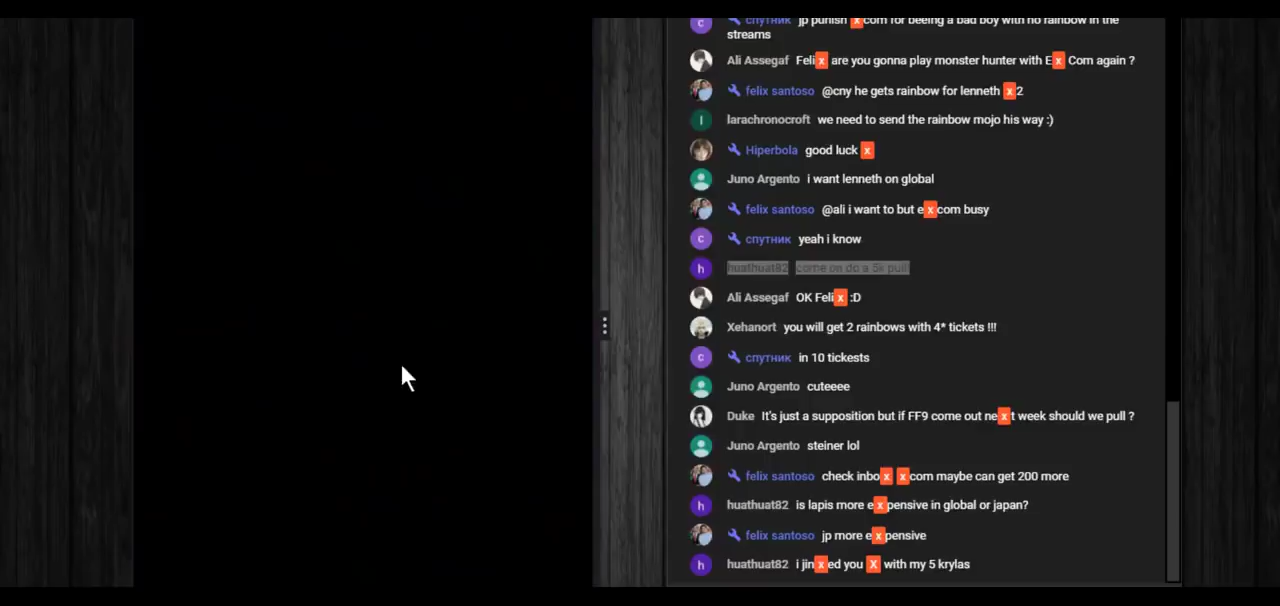 спутник jp punish xcom for beeing a bad boy with no rainbow in the
streams
Ali Assegaf Felix are you gonna play monster hunter with Ex Com again ?
felix santoso @cny he gets rainbow for lenneth x2
l larachronocroft we need to send the rainbow mojo his way :)
Hiperbola good luck x
Juno Argento i want lenneth on global
felix santoso @ali i want to but excom busy
c спутник yeah i know
h huathuat82 come on do a 5k pull!
Ali Assegaf OK Felix :D
Xehanort you will get 2 rainbows with 4* tickets !!!
c спутник in 10 tickests
Juno Argento cuteeee
Duke It's just a supposition but if FF9 come out next week should we pull ?
Juno Argento steiner lol
felix santoso check inbox xcom maybe can get 200 more
h huathuat82 is lapis more expensive in global or japan?
felix santoso jp more expensive
h huathuat82 i jinxed you X with my 5 krylas